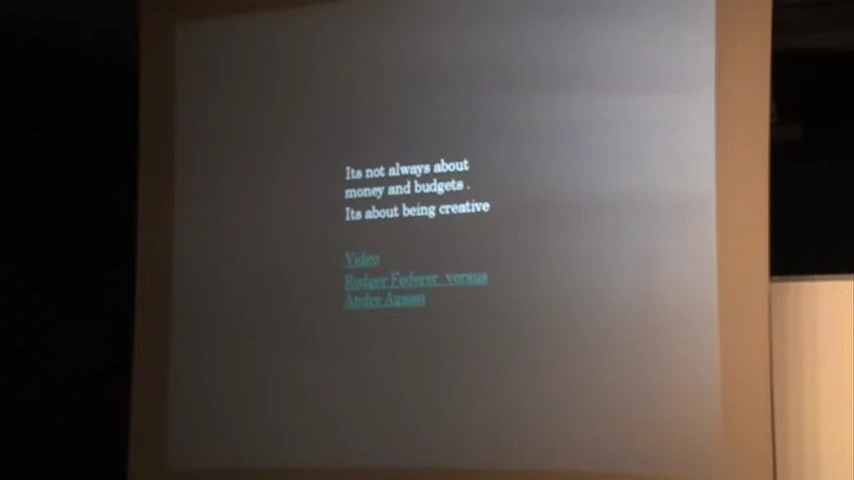 Its not always about
money and budgets .
Its about being creative
Video
Rodger Federer versus
Andre Agassi